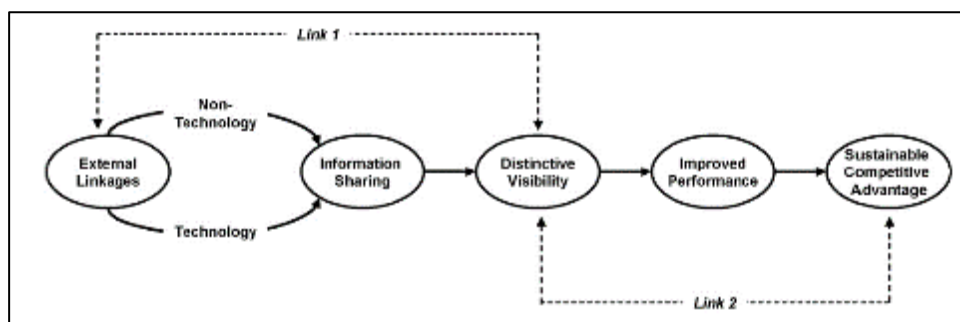 Link 1
Non-
Technology
External
Linkages
Information
Sharing
Distinctive
Visibility
Improved
Performance
Sustainable
Competitive
Advantage
Technology
Link 2